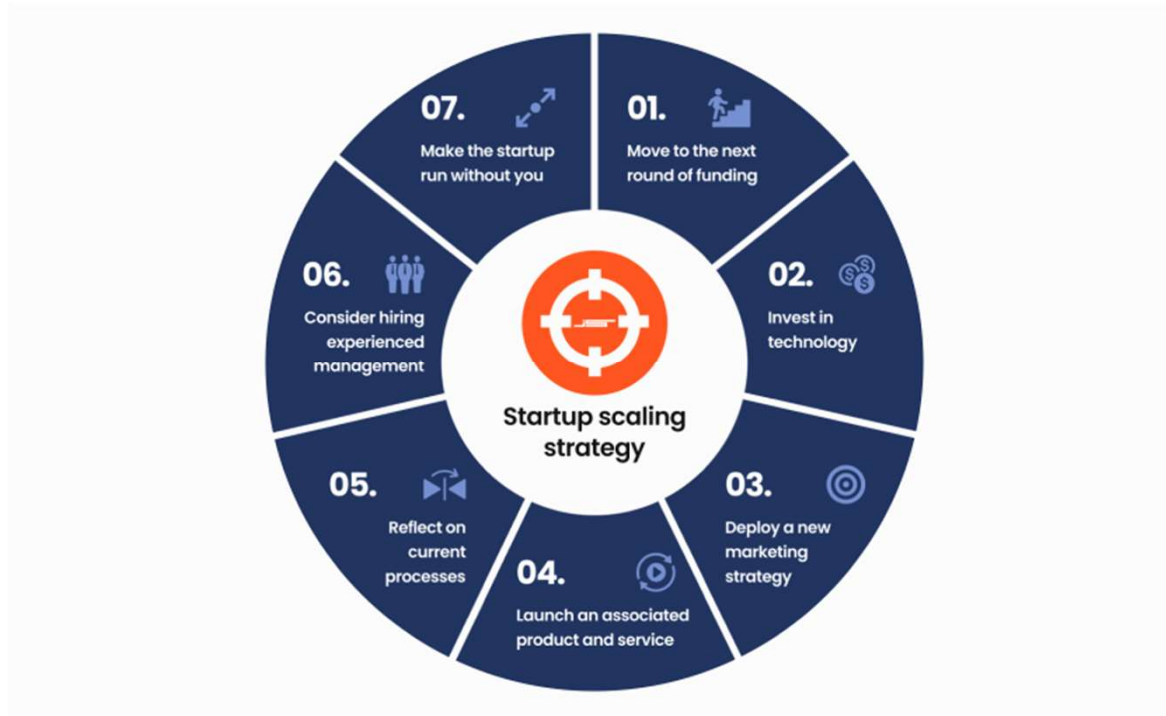 01.
Move to the next
round of funding
02.
Invest in
technology
03.
Deploy a new
marketing
strategy
04.
Launch an associated
product and service
05.
Reflect on
current
processes
06.
Consider hiring
experienced
management
07.
Make the startup
run without you
Startup scaling
strategy